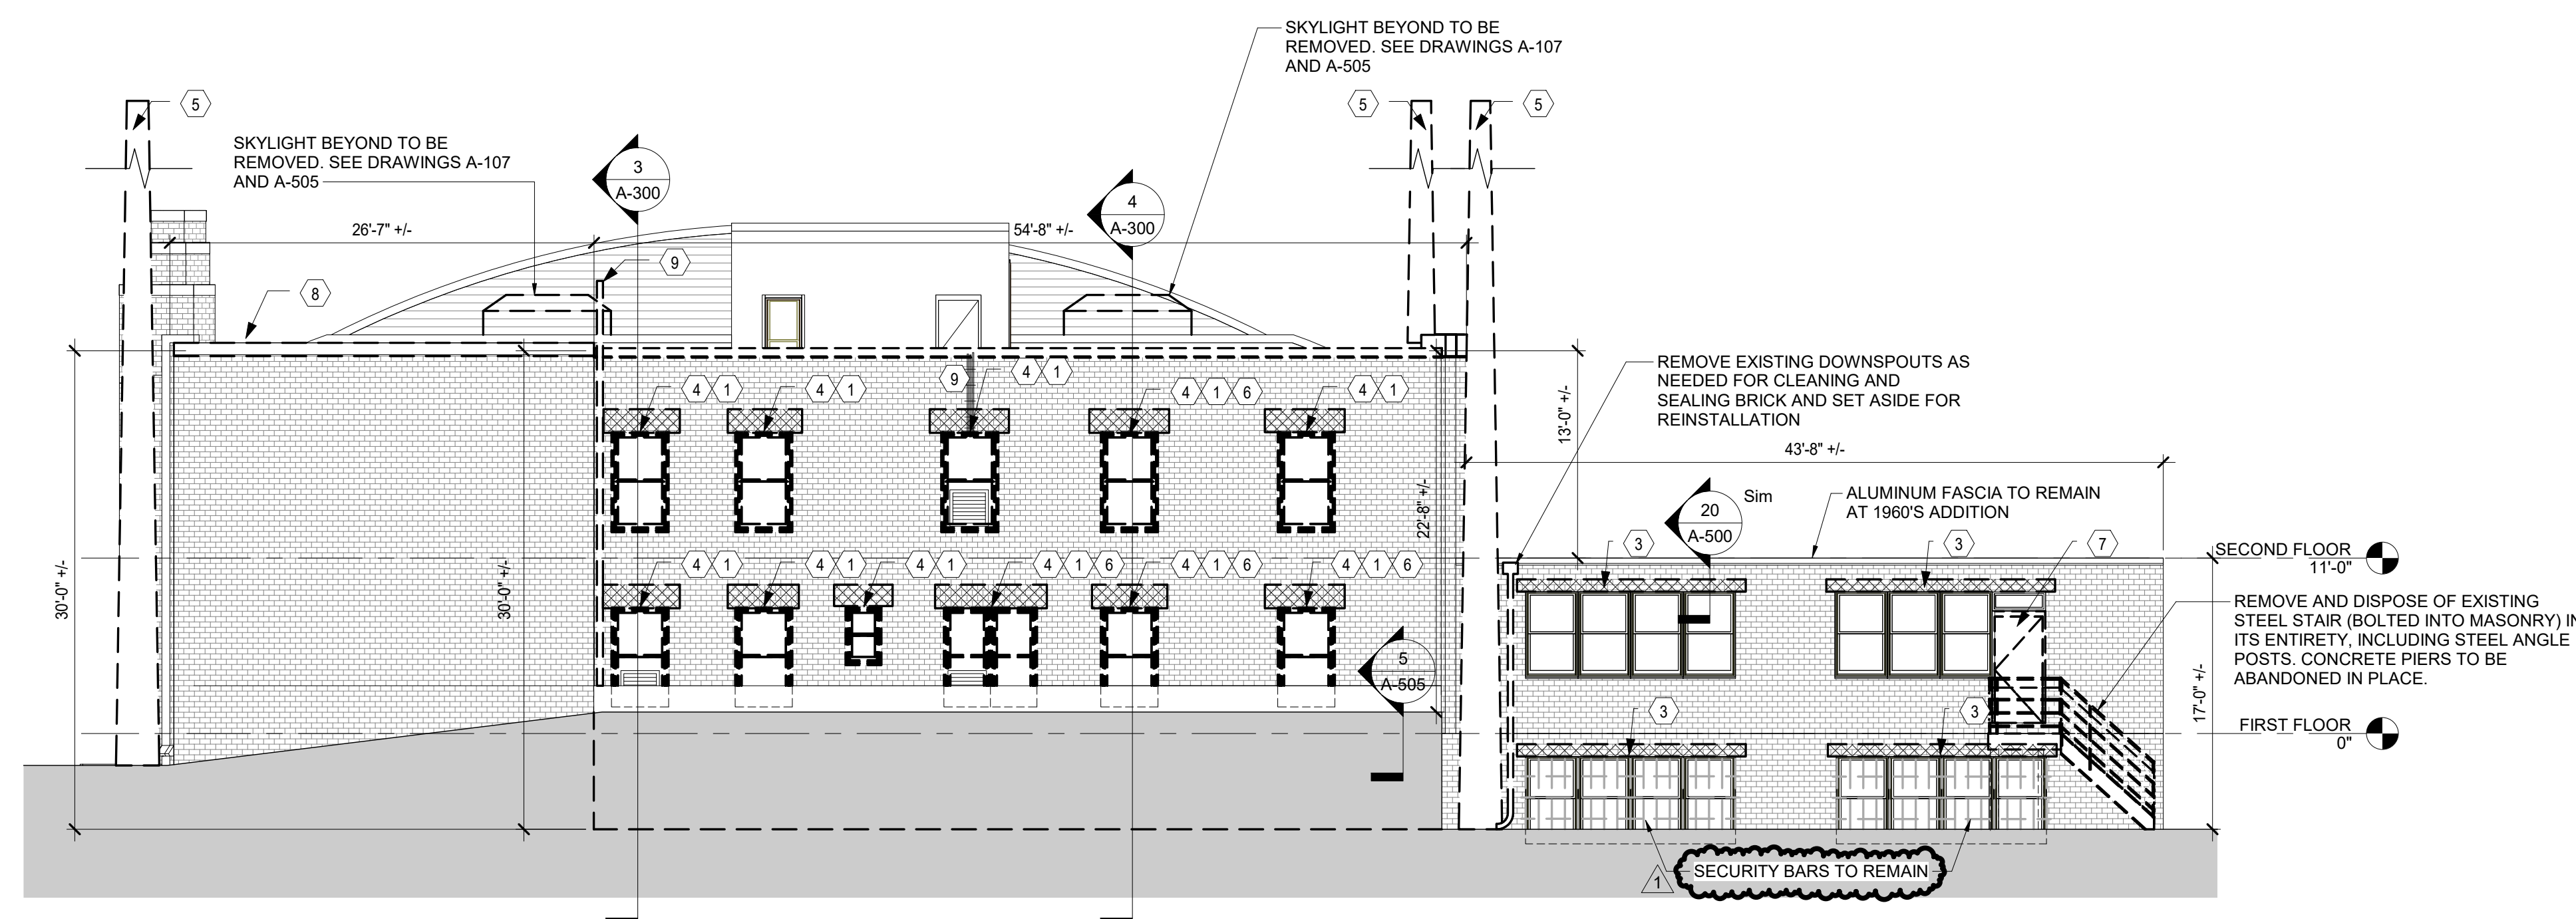 SKYLIGHT BEYOND TO BE
REMOVED. SEE DRAWINGS A-107
AND A-505
5
5
5
SKYLIGHT BEYOND TO BE
REMOVED. SEE DRAWINGS A-107
AND A-505
3
A-300
4
A-300
26'-7" +/-
54'-8" +/-
9
8
REMOVE EXISTING DOWNSPOUTS AS
NEEDED FOR CLEANING AND
SEALING BRICK AND SET ASIDE FOR
REINSTALLATION
4 1
4 1
9
4 1
4 1 6
4 1
13'-0" +/-
43'-8" +/-
22'-8" +/-
20
A-500
Sim
ALUMINUM FASCIA TO REMAIN
AT 1960'S ADDITION
3
3
7
SECOND FLOOR
11'-0"
4 1
4 1
4 1
4 1 6
4 1 6
4 1 6
30'-0" +/-
30'-0" +/-
REMOVE AND DISPOSE OF EXISTING
STEEL STAIR (BOLTED INTO MASONRY) IN
ITS ENTIRETY, INCLUDING STEEL ANGLE
POSTS. CONCRETE PIERS TO BE
ABANDONED IN PLACE.
5
A-505
17'-0" +/-
3
3
FIRST FLOOR
0"
1
SECURITY BARS TO REMAIN